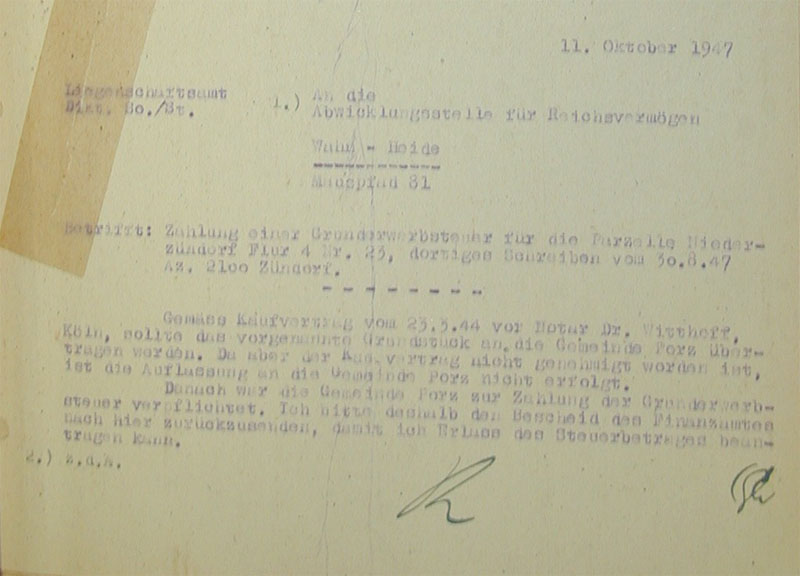 11. Oktober 1947
Liegenschaftsamt
Dikt. So./St.
1.) An die
Abwicklungsstelle für Reichsvermögen
Wahn - Heide
Mauspfad 81
Betrifft: Zahlung einer Grunderwerbsteuer für die Parzelle Nieder-
zündorf Flur 4 Nr. 23, dortiges Schreiben vom 30.8.47
Az. 2100 Zündorf.
Gemäss Kaufvertrag vom 23.3.44 vor Notar Dr. Witthoff,
Köln, sollte das vorgenannte Grundstück an die Gemeinde Porz über-
tragen werden. Da aber der Kaufvertrag nicht genehmigt worden ist,
ist die Auflassung an die Gemeinde Porz nicht erfolgt.
Danach war die Gemeinde Porz zur Zahlung der Grunderwerb-
steuer verpflichtet. Ich bitte deshalb den Bescheid des Finanzamtes
nach hier zurückzusenden, damit ich Erlass des Steuerbetrages bean-
tragen kann.
2.) z.d.A.